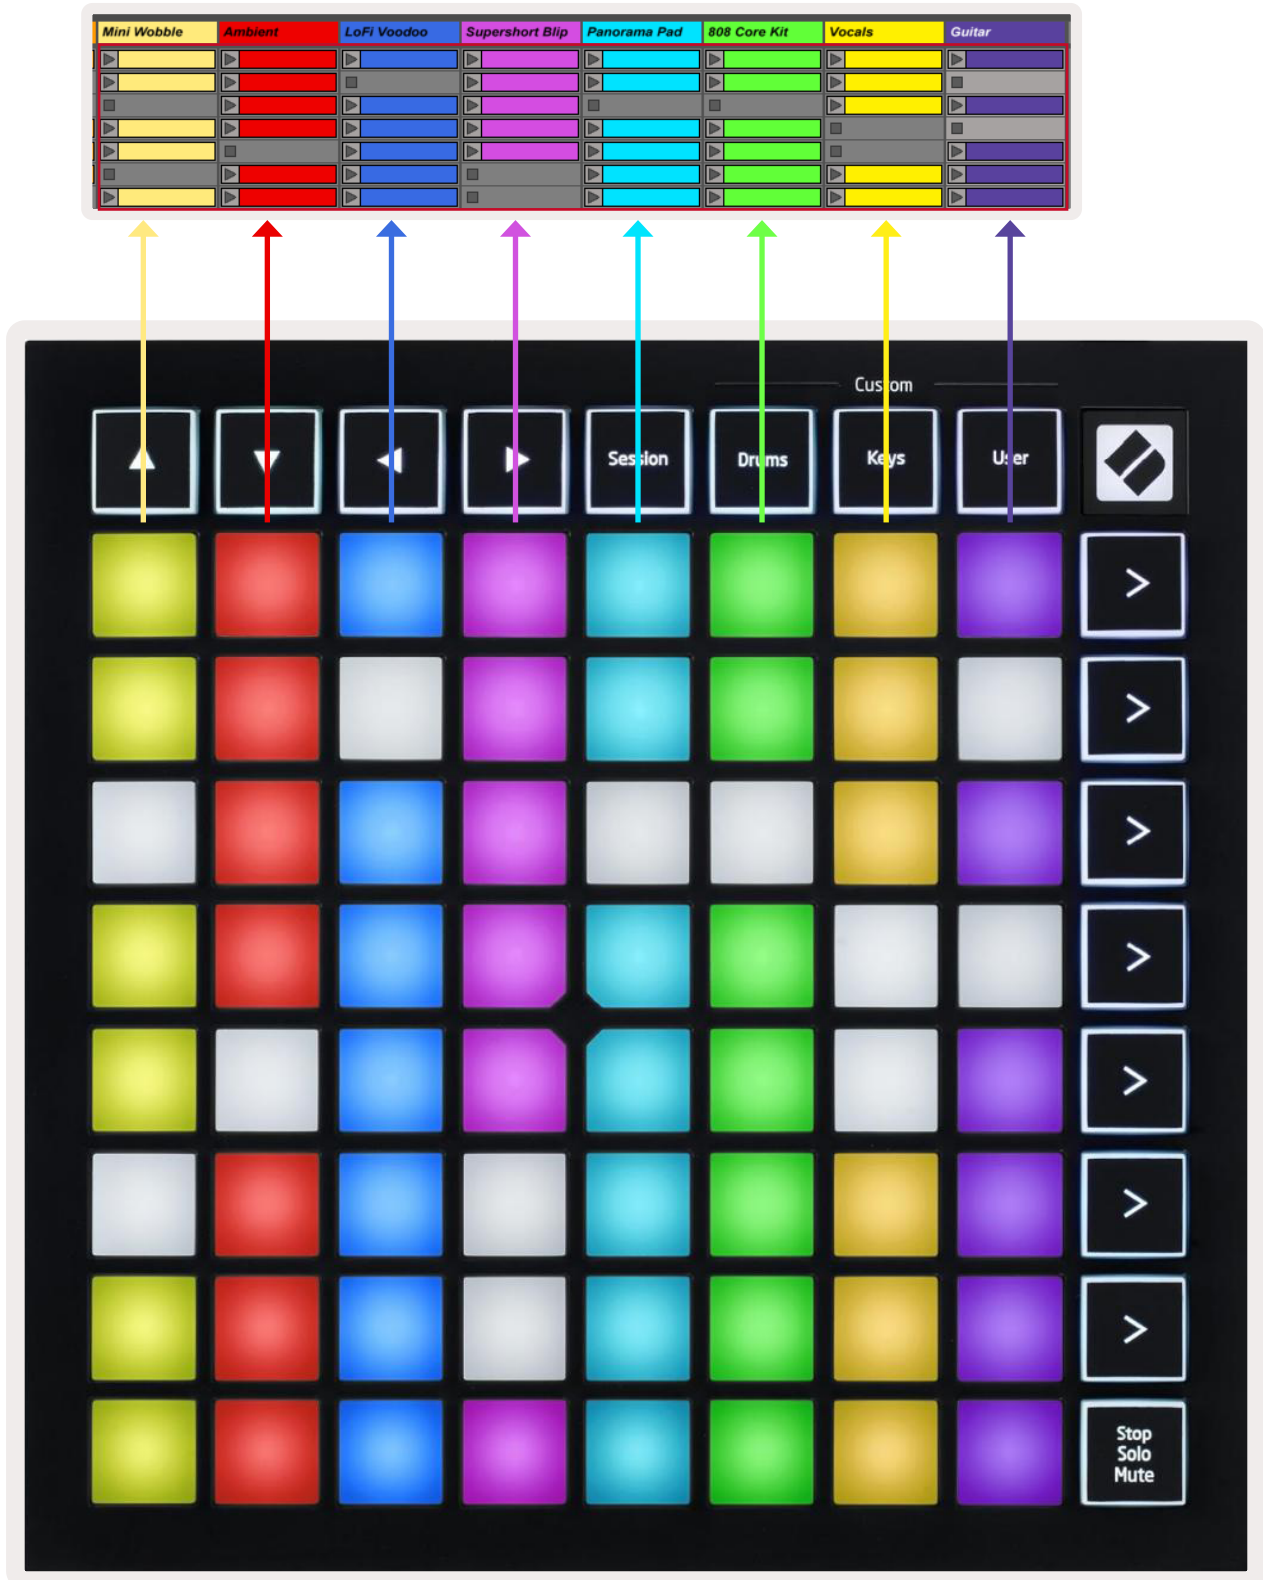 Mini Wobble
Ambient
LoFi Voodoo
Supershort Blip
Panorama Pad
808 Core Kit
Vocals
Guitar
Custom
Session
Drums
Keys
User
Stop
Solo
Mute